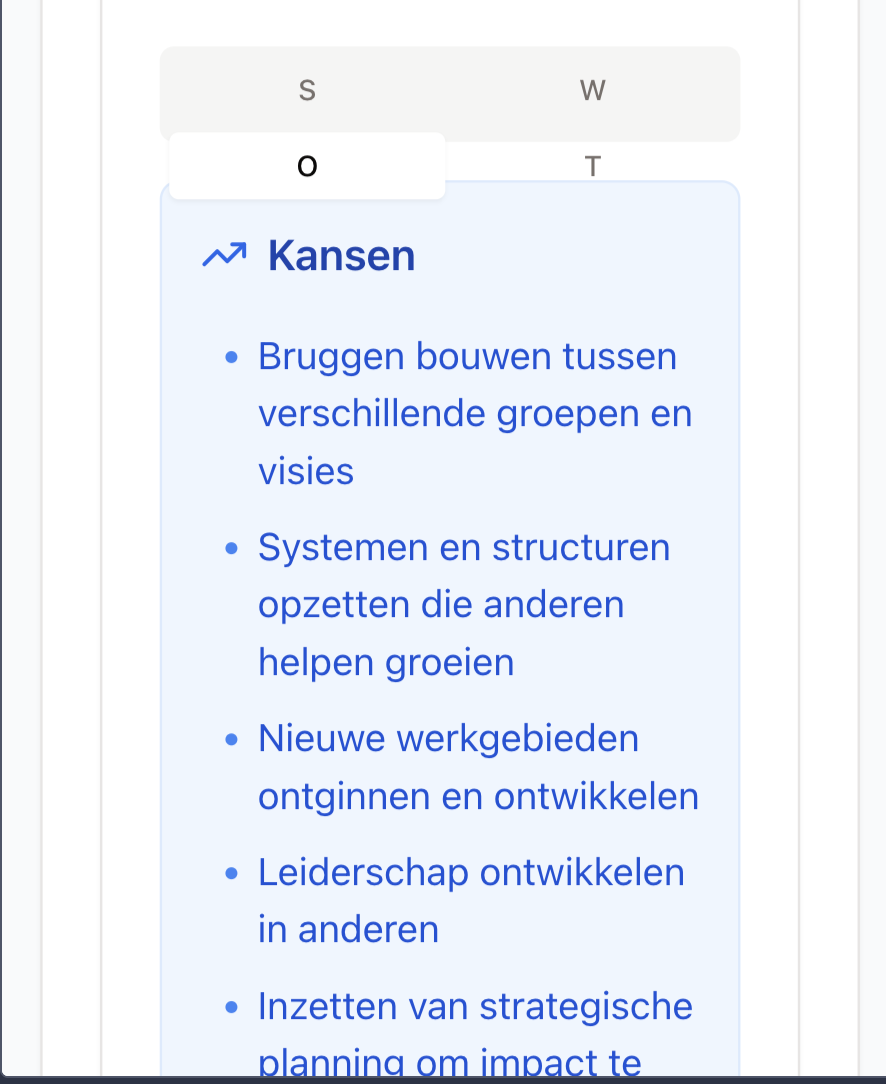 S W
O T
Kansen
• Bruggen bouwen tussen
verschillende groepen en
visies
• Systemen en structuren
opzetten die anderen
helpen groeien
• Nieuwe werkgebieden
ontginnen en ontwikkelen
• Leiderschap ontwikkelen
in anderen
• Inzetten van strategische
planning om impact te